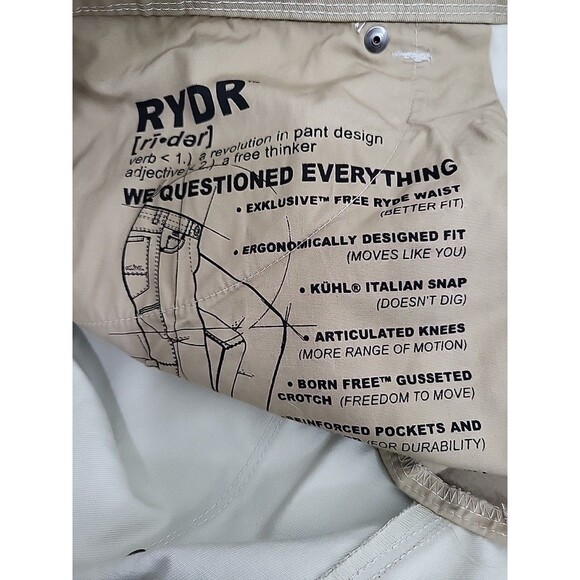 RYDR™
[rī•dər]
verb < 1.) a revolution in pant design
adjective < 2.) a free thinker
WE QUESTIONED EVERYTHING
• EXKLUSIVE™ FREE RYDE WAIST
(BETTER FIT)
• ERGONOMICALLY DESIGNED FIT
(MOVES LIKE YOU)
• KÜHL® ITALIAN SNAP
(DOESN'T DIG)
• ARTICULATED KNEES
(MORE RANGE OF MOTION)
• BORN FREE™ GUSSETED
CROTCH (FREEDOM TO MOVE)
REINFORCED POCKETS AND
(FOR DURABILITY)